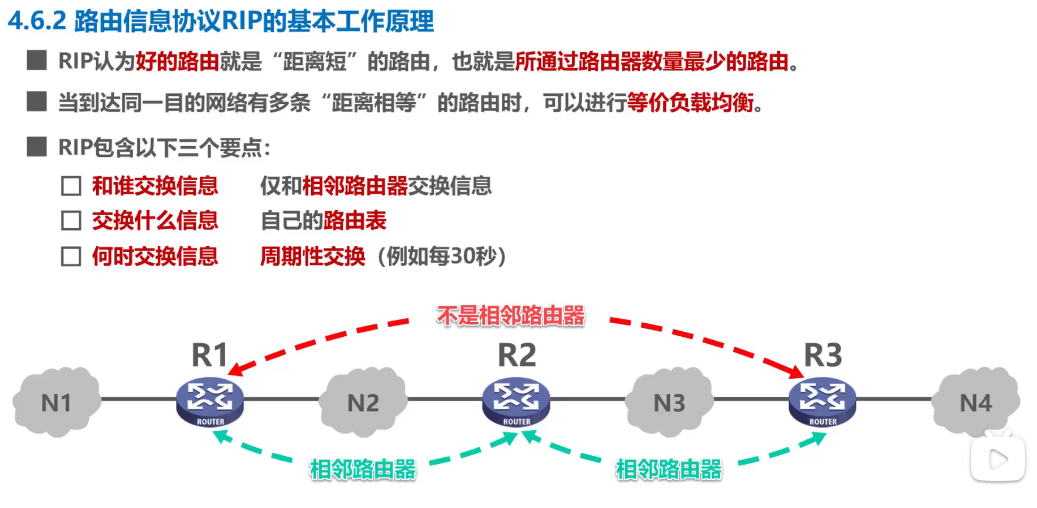 4.6.2 路由信息协议RIP的基本工作原理
RIP认为好的路由就是“距离短”的路由，也就是所通过路由器数量最少的路由。
当到达同一目的网络有多条“距离相等”的路由时，可以进行等价负载均衡。
RIP包含以下三个要点：
和谁交换信息 仅和相邻路由器交换信息
交换什么信息 自己的路由表
何时交换信息 周期性交换（例如每30秒）
不是相邻路由器
R1 R2 R3
N1 N2 N3 N4
ROUTER ROUTER ROUTER
相邻路由器 相邻路由器